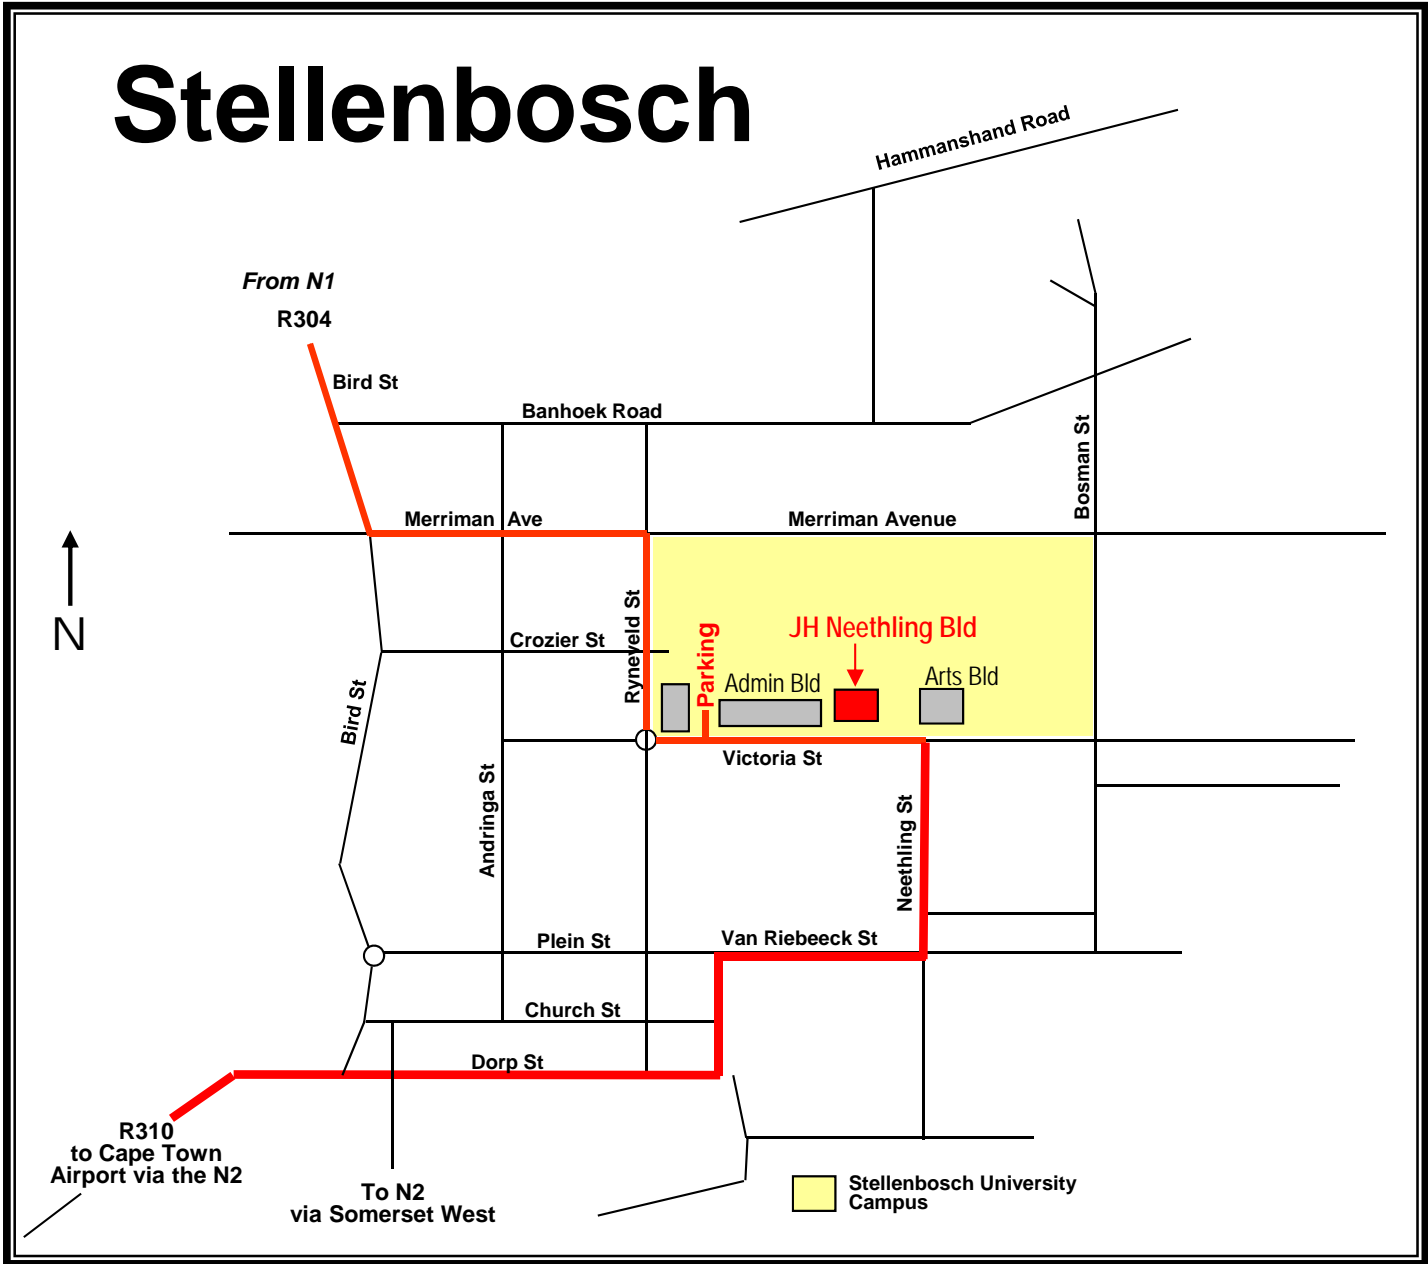 Stellenbosch
Hammanshand Road
From N1
R304
Bird St
Banhoek Road
Bosman St
Merriman Ave
Merriman Avenue
N
Ryneveld St
Parking
JH Neethling Bld
Crozier St
Admin Bld
Arts Bld
Bird St
Victoria St
Andringa St
Neethling St
Plein St
Van Riebeeck St
Church St
Dorp St
R310
to Cape Town
Airport via the N2
To N2
via Somerset West
Stellenbosch University
Campus